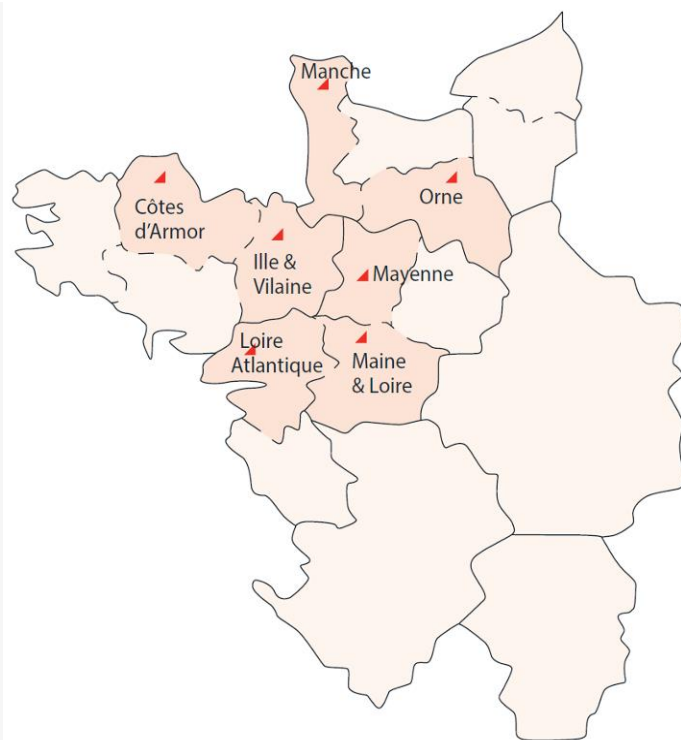 Manche
Orne
Côtes
d'Armor
Ille &
Vilaine
Mayenne
Loire
Atlantique
Maine
& Loire